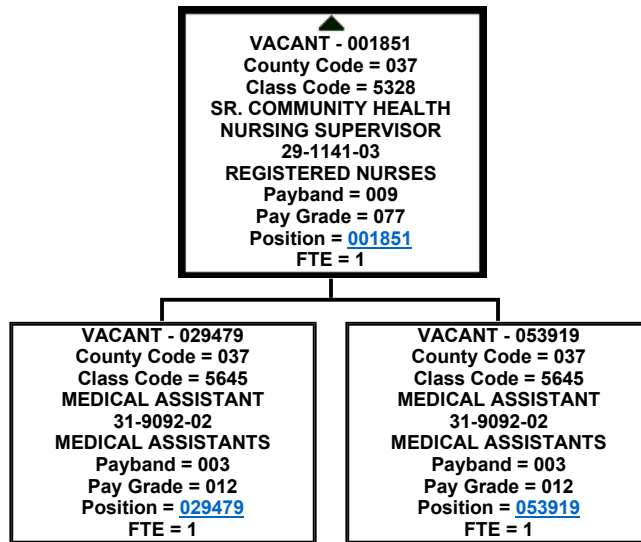 VACANT - 001851
County Code = 037
Class Code = 5328
SR. COMMUNITY HEALTH
NURSING SUPERVISOR
29-1141-03
REGISTERED NURSES
Payband = 009
Pay Grade = 077
Position = 001851
FTE = 1
VACANT - 029479
County Code = 037
Class Code = 5645
MEDICAL ASSISTANT
31-9092-02
MEDICAL ASSISTANTS
Payband = 003
Pay Grade = 012
Position = 029479
FTE = 1
VACANT - 053919
County Code = 037
Class Code = 5645
MEDICAL ASSISTANT
31-9092-02
MEDICAL ASSISTANTS
Payband = 003
Pay Grade = 012
Position = 053919
FTE = 1